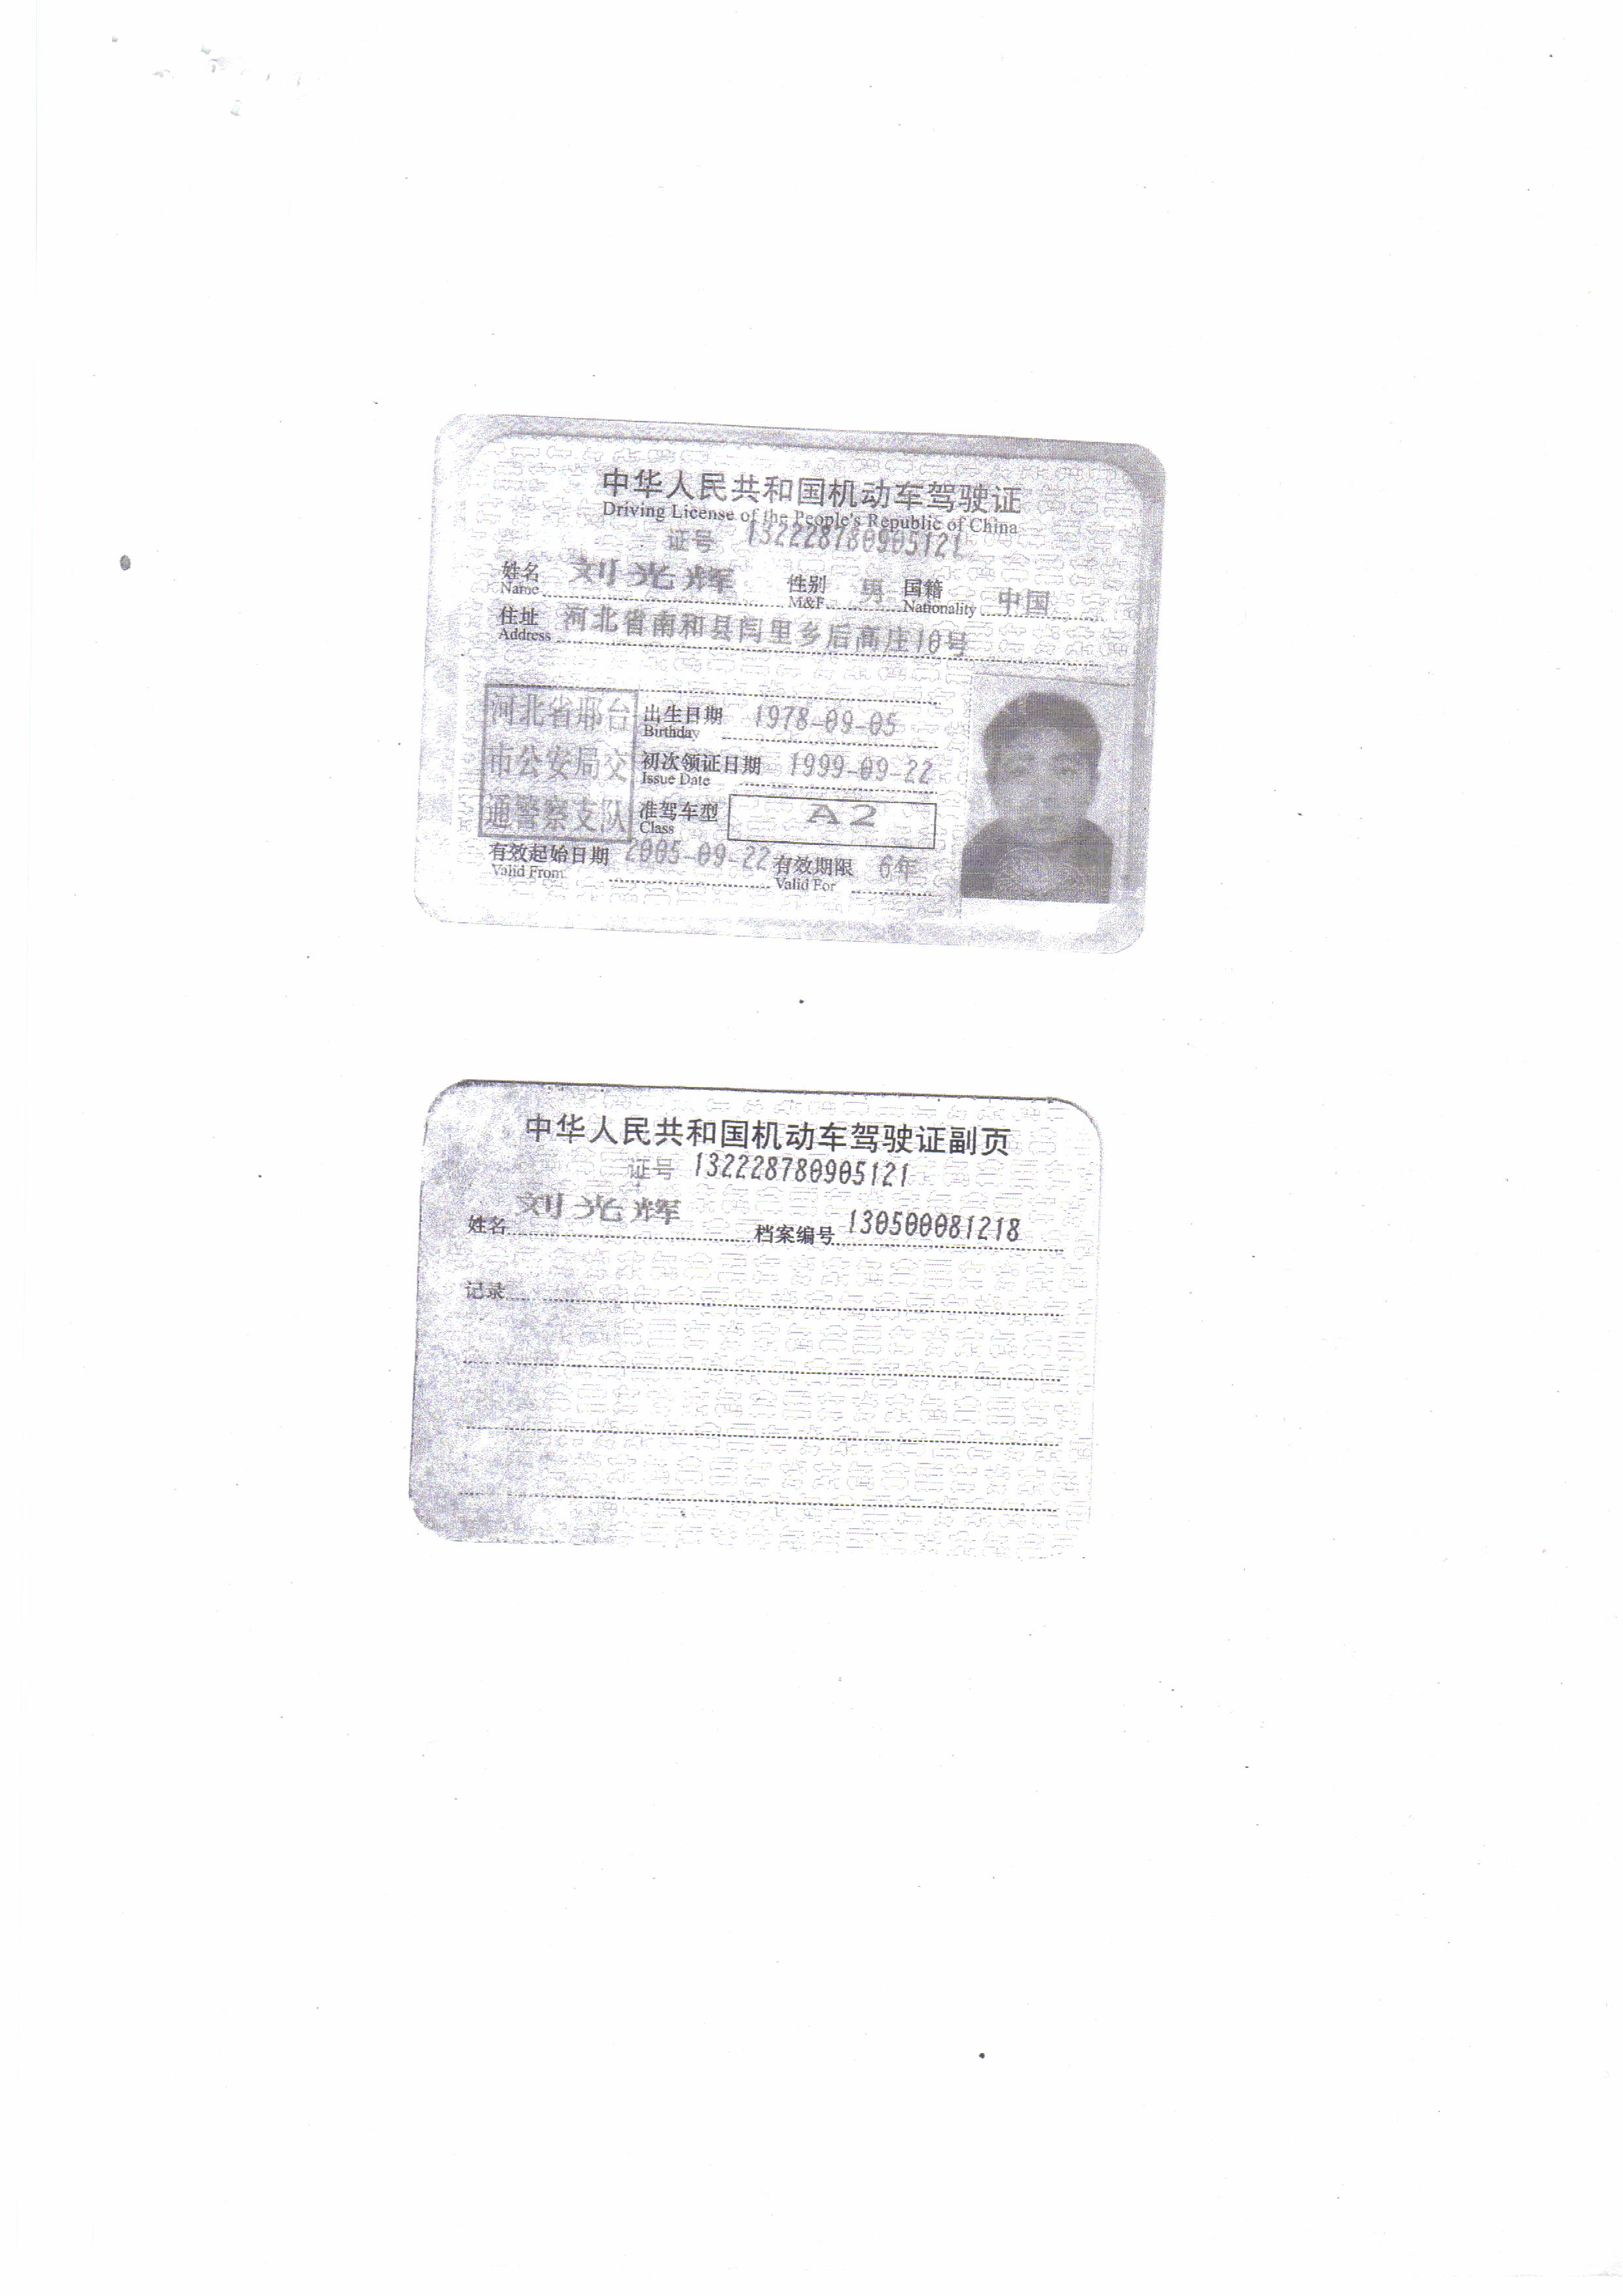 中华人民共和国机动车驾驶证
Driving License of the People's Republic of China
证号 132228780905121
姓名 刘光辉 性别 男 国籍 中国
Name M&F Nationality
住址 河北省南和县闫里乡后高庄10号
Address
河北省邢台
市公安局交
通警察支队
出生日期 1978-09-05
Birthday
初次领证日期 1999-09-22
Issue Date
准驾车型 A2
Class
有效起始日期 2005-09-22 有效期限 6年
Valid From Valid For
中华人民共和国机动车驾驶证副页
证号 132228780905121
姓名 刘光辉 档案编号 130500081218
记录